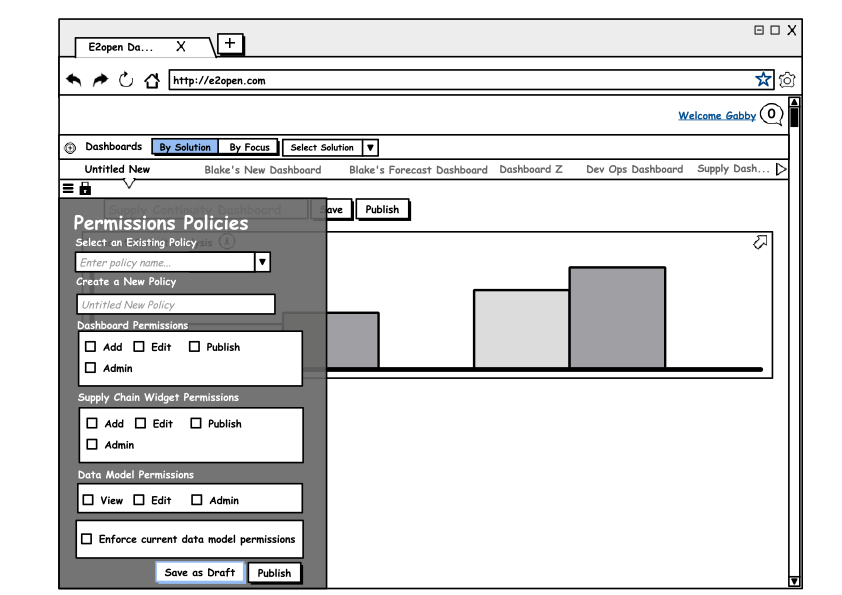 E2open Da... X +
http://e2open.com
Welcome Gabby 0
Dashboards By Solution By Focus Select Solution
Untitled New Blake's New Dashboard Blake's Forecast Dashboard Dashboard Z Dev Ops Dashboard Supply Dash...
Supply Continuity Dashboard Save Publish
Permissions Policies
Select an Existing Policy
Enter policy name...
Create a New Policy
Untitled New Policy
Dashboard Permissions
Add Edit Publish
Admin
Supply Chain Widget Permissions
Add Edit Publish
Admin
Data Model Permissions
View Edit Admin
Enforce current data model permissions
Save as Draft Publish